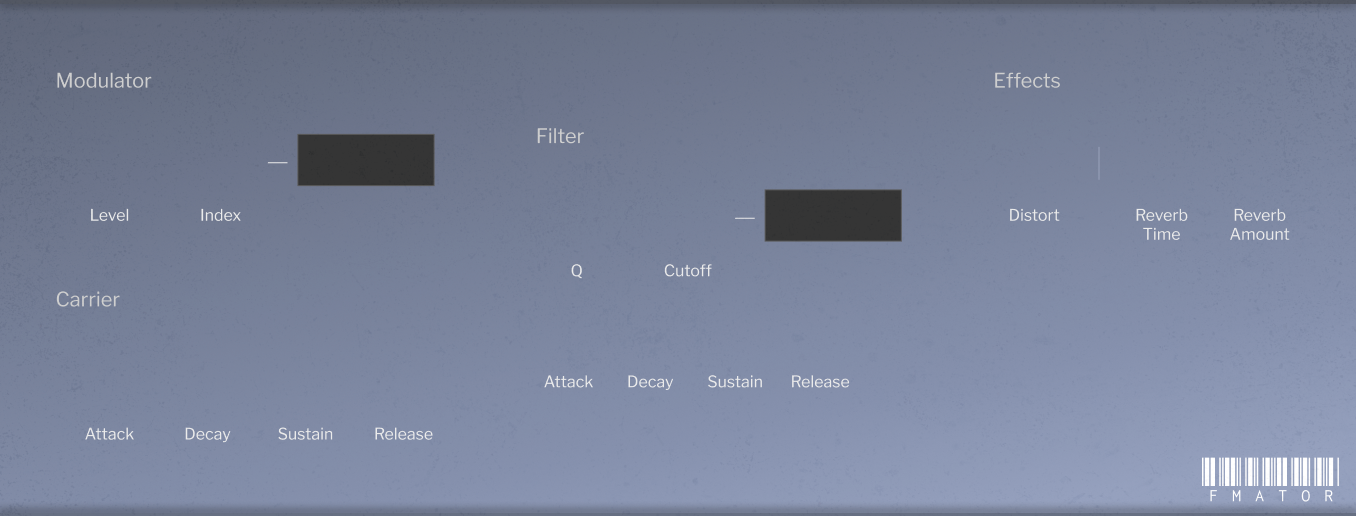 Modulator
Level
Index
Carrier
Attack
Decay
Sustain
Release
Filter
Q
Cutoff
Attack
Decay
Sustain
Release
Effects
Distort
Reverb
Time
Reverb
Amount
FMATOR